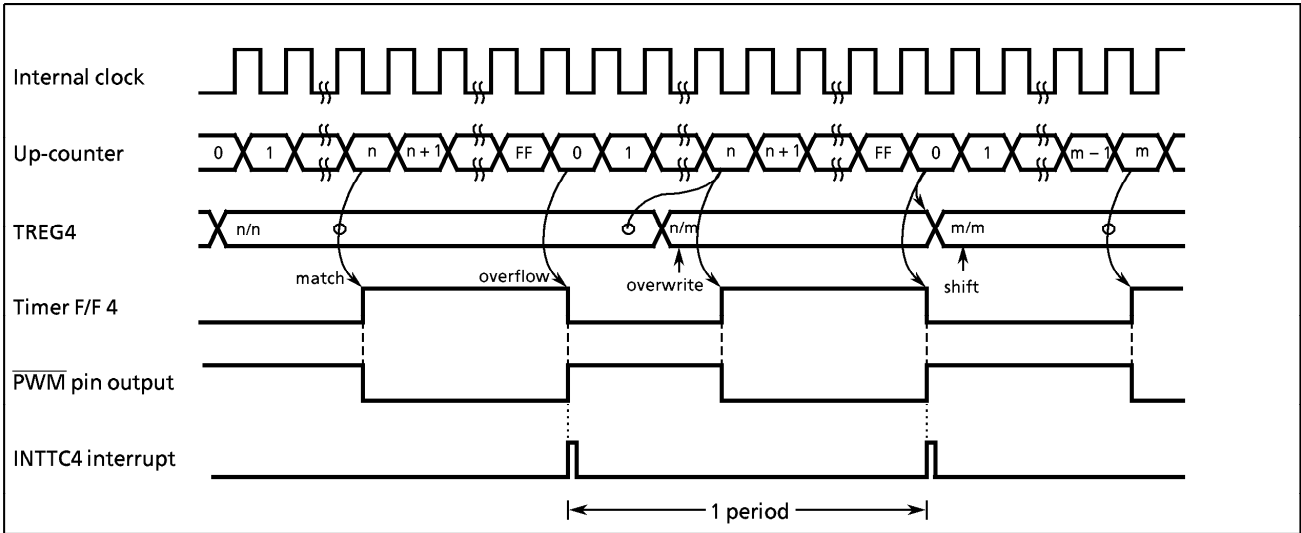 Internal clock
Up-counter
0 1 n n + 1 FF 0 1 n n + 1 FF 0 1 m − 1 m
TREG4
n/n n/m m/m
match overflow overwrite shift
Timer F/F 4
PWM pin output
INTTC4 interrupt
1 period